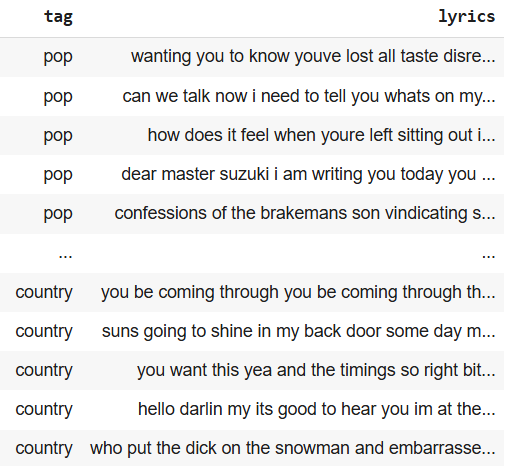 tag lyrics
pop wanting you to know youve lost all taste disre...
pop can we talk now i need to tell you whats on my...
pop how does it feel when youre left sitting out i...
pop dear master suzuki i am writing you today you ...
pop confessions of the brakemans son vindicating s...
... ...
country you be coming through you be coming through th...
country suns going to shine in my back door some day m...
country you want this yea and the timings so right bit...
country hello darlin my its good to hear you im at the...
country who put the dick on the snowman and embarrasse...